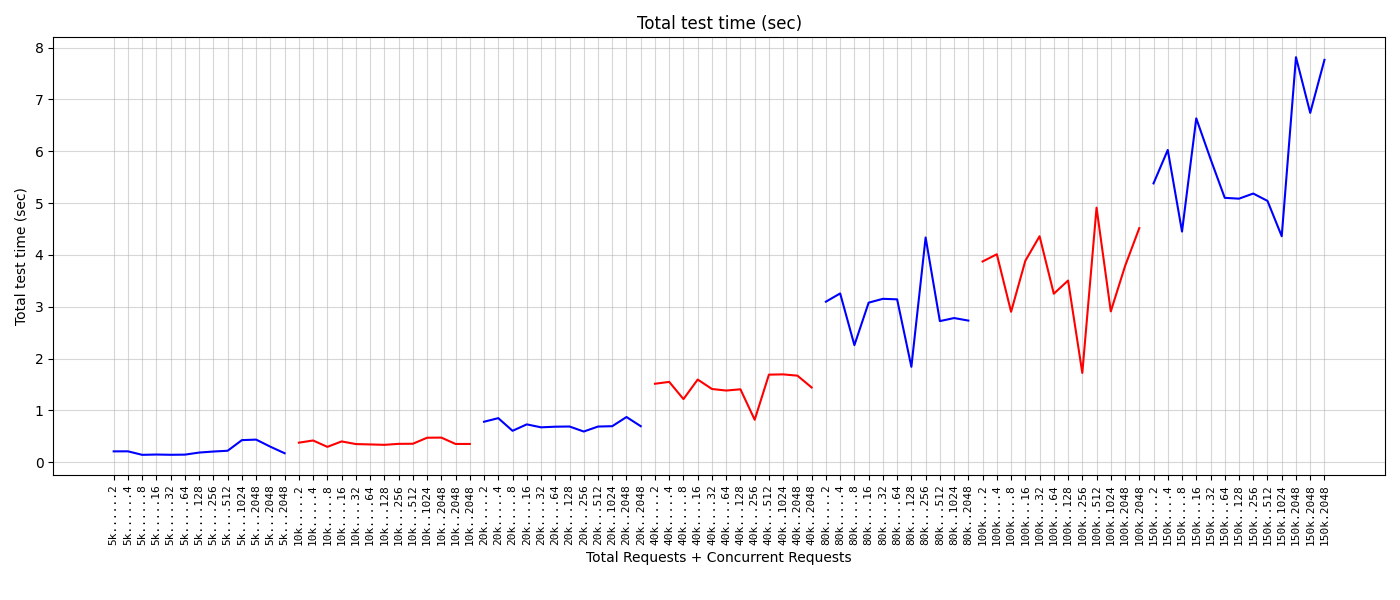 Total test time (sec)
Total test time (sec)
8
7
6
5
4
3
2
1
0
5k......2
5k......4
5k......8
5k.....16
5k.....32
5k.....64
5k....128
5k....256
5k....512
5k...1024
5k...2048
5k...2048
5k...2048
10k.....2
10k.....4
10k.....8
10k....16
10k....32
10k....64
10k...128
10k...256
10k...512
10k..1024
10k..2048
10k..2048
10k..2048
20k.....2
20k.....4
20k.....8
20k....16
20k....32
20k....64
20k...128
20k...256
20k...512
20k..1024
20k..2048
20k..2048
40k.....2
40k.....4
40k.....8
40k....16
40k....32
40k....64
40k...128
40k...256
40k...512
40k..1024
40k..2048
40k..2048
80k.....2
80k.....4
80k.....8
80k....16
80k....32
80k....64
80k...128
80k...256
80k...512
80k..1024
80k..2048
100k....2
100k....4
100k....8
100k...16
100k...32
100k...64
100k..128
100k..256
100k..512
100k.1024
100k.2048
100k.2048
150k....2
150k....4
150k....8
150k...16
150k...32
150k...64
150k..128
150k..256
150k..512
150k.1024
150k.2048
150k.2048
150k.2048
Total Requests + Concurrent Requests